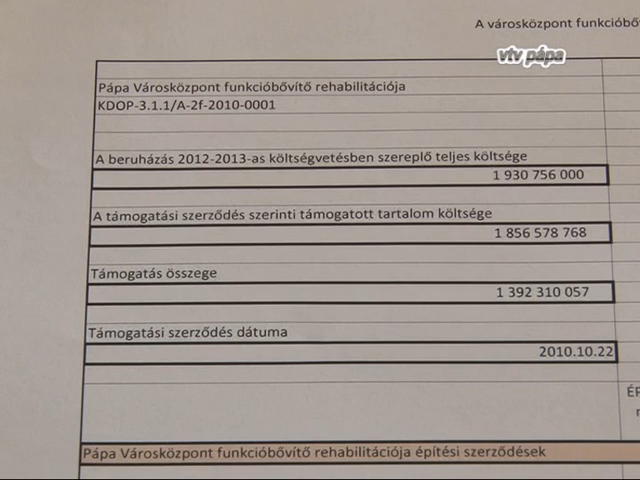 A városközpont funkcióbőv
vtv pápa
Pápa Városközpont funkcióbővítő rehabilitációja
KDOP-3.1.1/A-2f-2010-0001
A beruházás 2012-2013-as költségvetésben szereplő teljes költsége
1 930 756 000
A támogatási szerződés szerinti támogatott tartalom költsége
1 856 578 768
Támogatás összege
1 392 310 057
Támogatási szerződés dátuma
2010.10.22
ÉP
Pápa Városközpont funkcióbővítő rehabilitációja építési szerződések